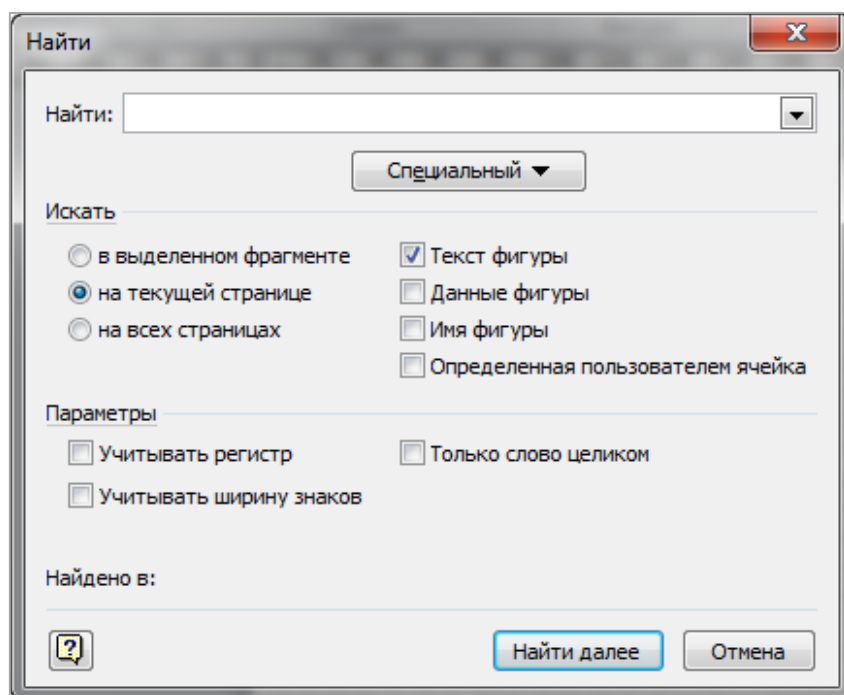 Найти
Найти:
Специальный
Искать
в выделенном фрагменте
Текст фигуры
на текущей странице
Данные фигуры
на всех страницах
Имя фигуры
Определенная пользователем ячейка
Параметры
Учитывать регистр
Только слово целиком
Учитывать ширину знаков
Найдено в:
Найти далее
Отмена